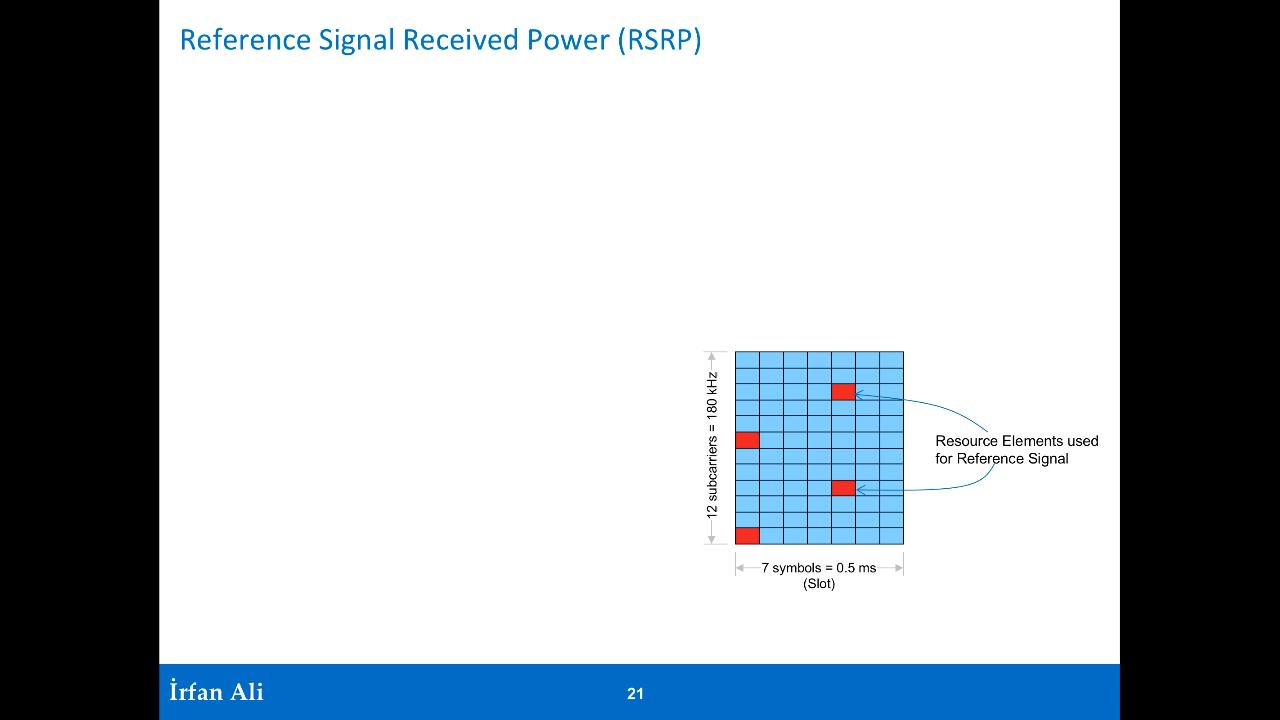 Reference Signal Received Power (RSRP)
12 subcarriers = 180 kHz
Resource Elements used
for Reference Signal
7 symbols = 0.5 ms
(Slot)
İrfan Ali
21